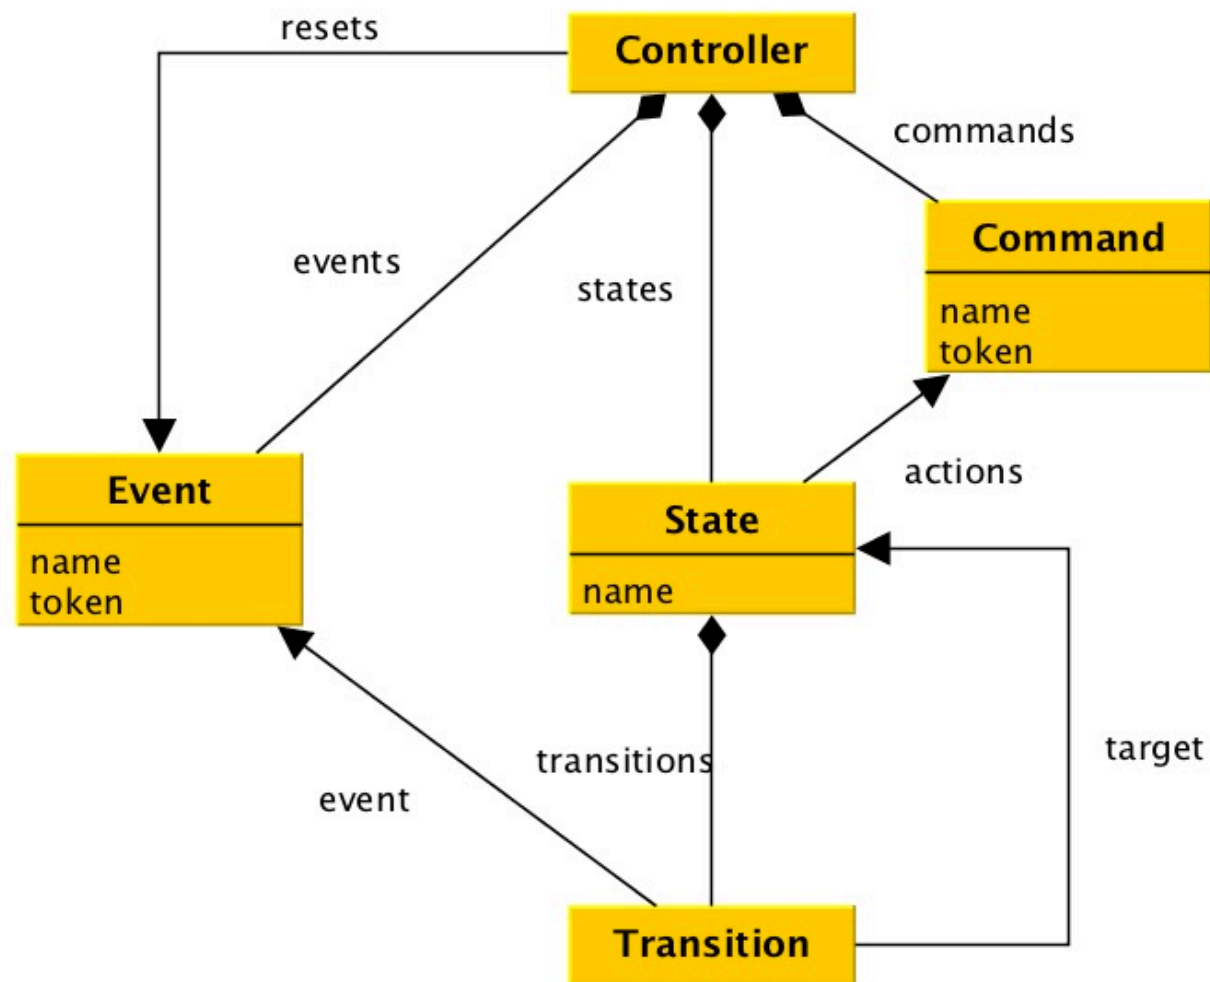 resets
Controller
commands
Command
name
token
events
states
actions
Event
name
token
State
name
transitions
target
event
Transition